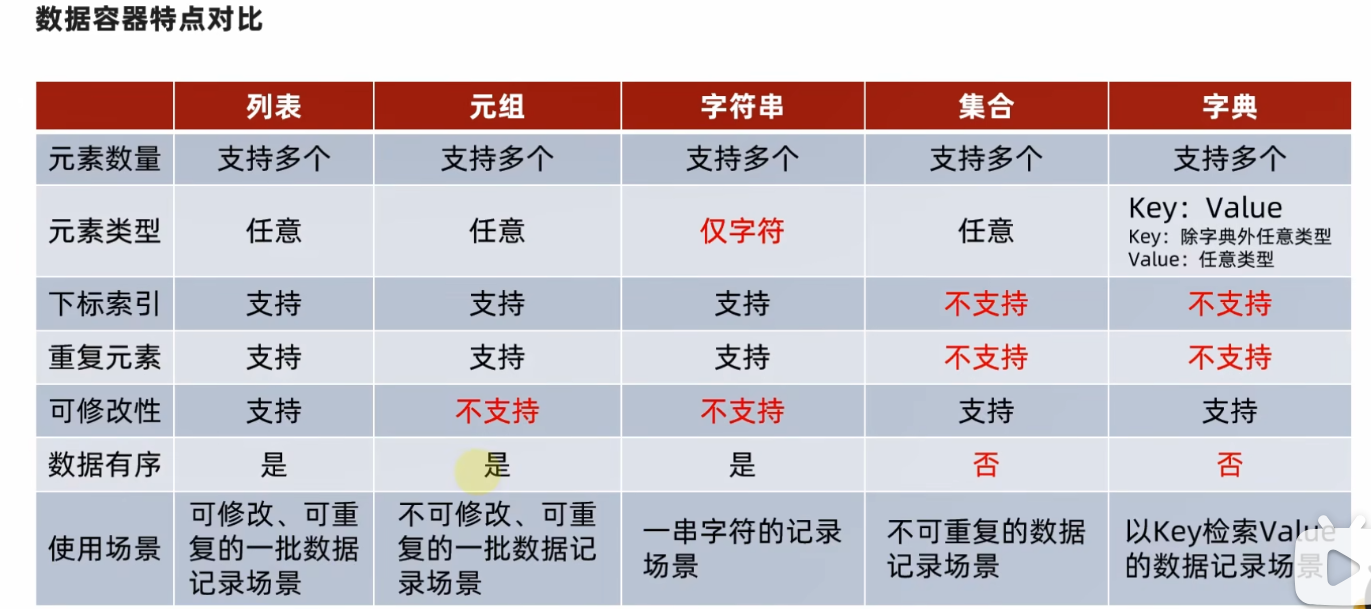 数据容器特点对比
列表 元组 字符串 集合 字典
元素数量 支持多个 支持多个 支持多个 支持多个 支持多个
元素类型 任意 任意 仅字符 任意 Key：Value
Key：除字典外任意类型
Value：任意类型
下标索引 支持 支持 支持 不支持 不支持
重复元素 支持 支持 支持 不支持 不支持
可修改性 支持 不支持 不支持 支持 支持
数据有序 是 是 是 否 否
使用场景
可修改、可重
复的一批数据
记录场景
不可修改、可重
复的一批数据记
录场景
一串字符的记录
场景
不可重复的数据
记录场景
以Key检索Value
的数据记录场景